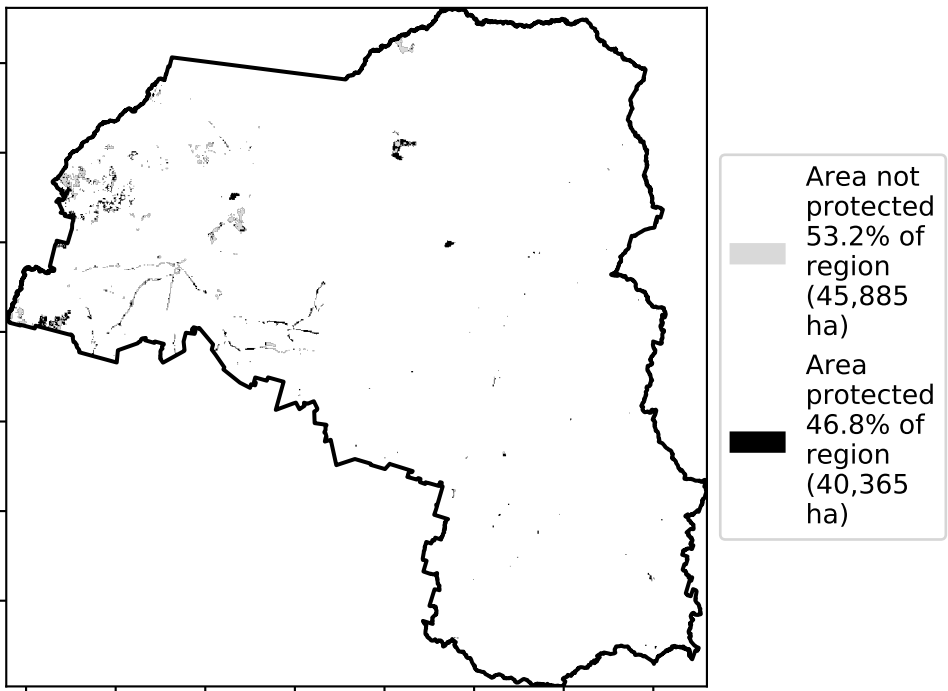 Area not
protected
53.2% of
region
(45,885
ha)
Area
protected
46.8% of
region
(40,365
ha)